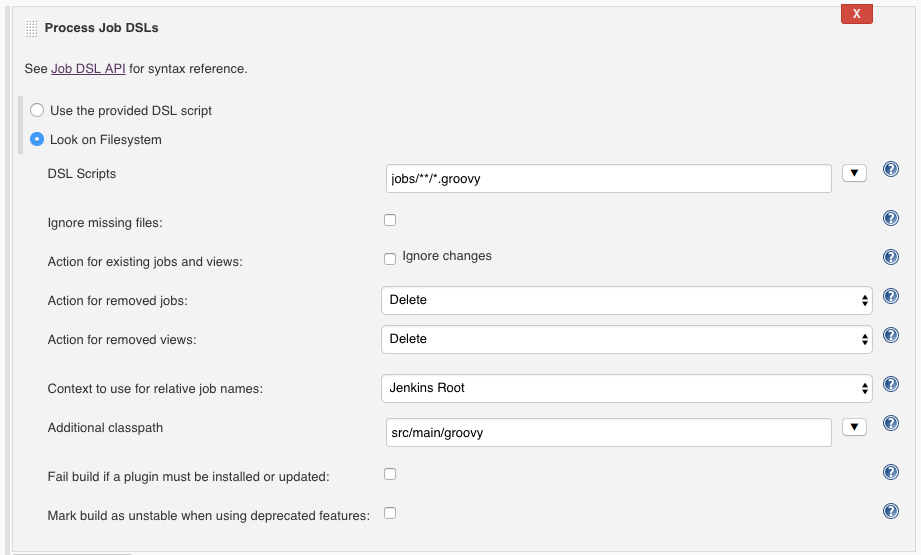 X
Process Job DSLs
See Job DSL API for syntax reference.
Use the provided DSL script
Look on Filesystem
DSL Scripts jobs/**/*.groovy ▼ ?
Ignore missing files: ?
Action for existing jobs and views: Ignore changes ?
Action for removed jobs: Delete ?
Action for removed views: Delete ?
Context to use for relative job names: Jenkins Root ?
Additional classpath src/main/groovy ▼ ?
Fail build if a plugin must be installed or updated: ?
Mark build as unstable when using deprecated features: ?